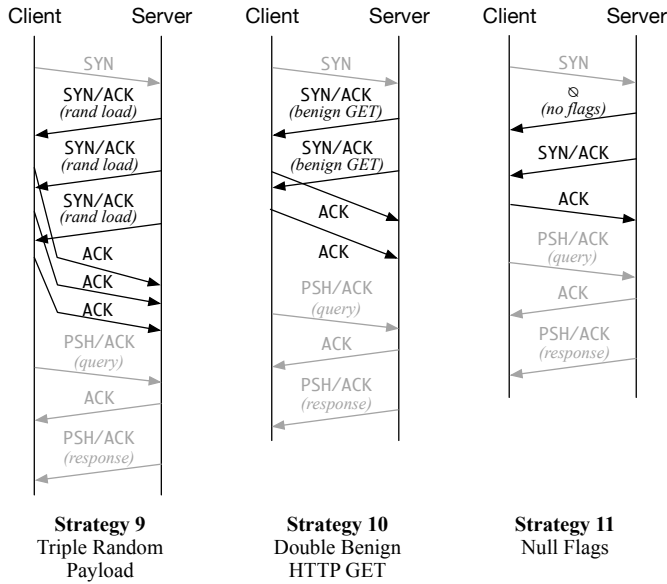 Client Server
SYN
SYN/ACK
(rand load)
SYN/ACK
(rand load)
SYN/ACK
(rand load)
ACK
ACK
ACK
PSH/ACK
(query)
ACK
PSH/ACK
(response)
Strategy 9
Triple Random
Payload
Client Server
SYN
SYN/ACK
(benign GET)
SYN/ACK
(benign GET)
ACK
ACK
PSH/ACK
(query)
ACK
PSH/ACK
(response)
Strategy 10
Double Benign
HTTP GET
Client Server
SYN
⦰
(no flags)
SYN/ACK
ACK
PSH/ACK
(query)
ACK
PSH/ACK
(response)
Strategy 11
Null Flags